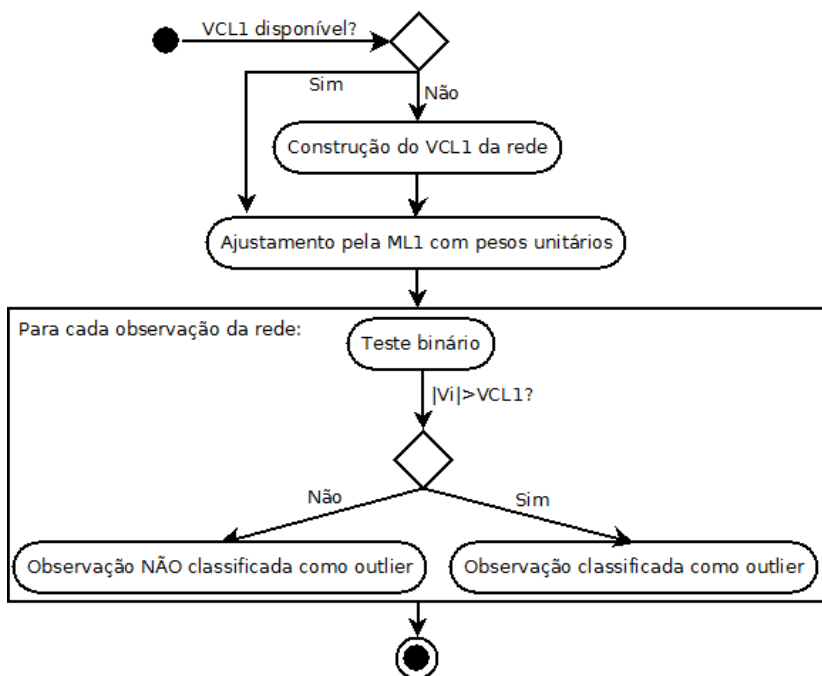 VCL1 disponível?
Sim
Não
Construção do VCL1 da rede
Ajustamento pela ML1 com pesos unitários
Para cada observação da rede:
Teste binário
|Vi|>VCL1?
Não
Sim
Observação NÃO classificada como outlier
Observação classificada como outlier